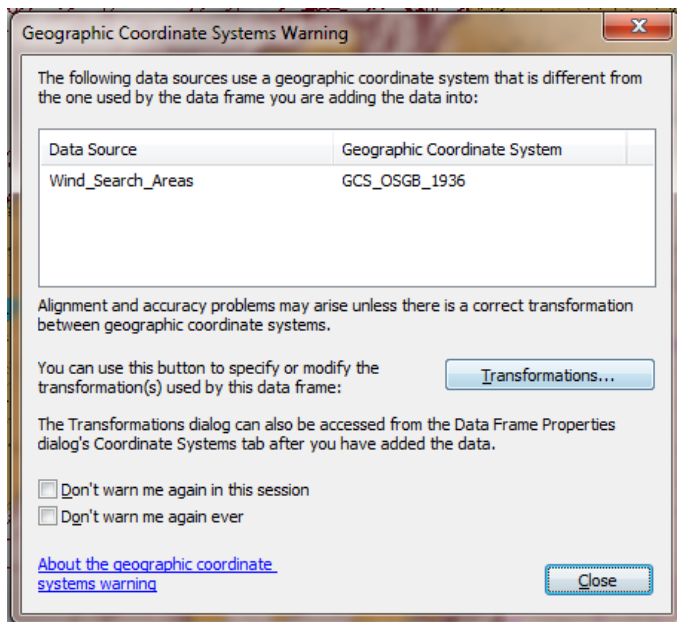 Geographic Coordinate Systems Warning
The following data sources use a geographic coordinate system that is different from
the one used by the data frame you are adding the data into:
Data Source Geographic Coordinate System
Wind_Search_Areas GCS_OSGB_1936
Alignment and accuracy problems may arise unless there is a correct transformation
between geographic coordinate systems.
You can use this button to specify or modify the
transformation(s) used by this data frame:
Transformations...
The Transformations dialog can also be accessed from the Data Frame Properties
dialog's Coordinate Systems tab after you have added the data.
Don't warn me again in this session
Don't warn me again ever
About the geographic coordinate
systems warning
Close